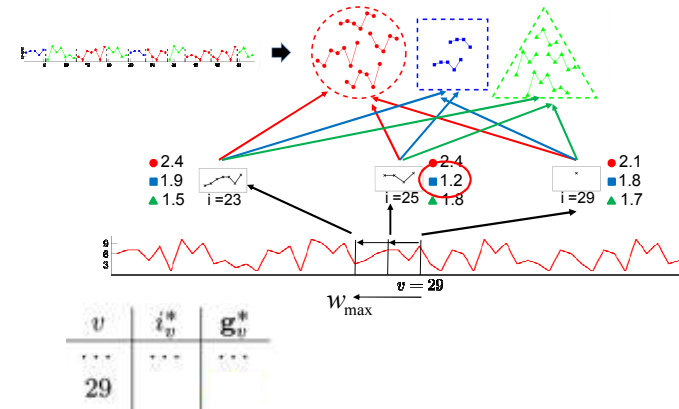 2.4
1.9
1.5
i =23
2.4
1.2
1.8
i =25
2.1
1.8
1.7
i =29
9
6
3
v = 29
w_max
v i*_v g*_v
... ... ...
29